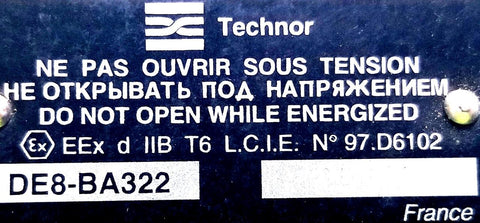 Technor
NE PAS OUVRIR SOUS TENSION
НЕ ОТКРЫВАТЬ ПОД НАПРЯЖЕНИЕМ
DO NOT OPEN WHILE ENERGIZED
Ex EEx d IIB T6 L.C.I.E. N° 97.D6102
DE8-BA322
France